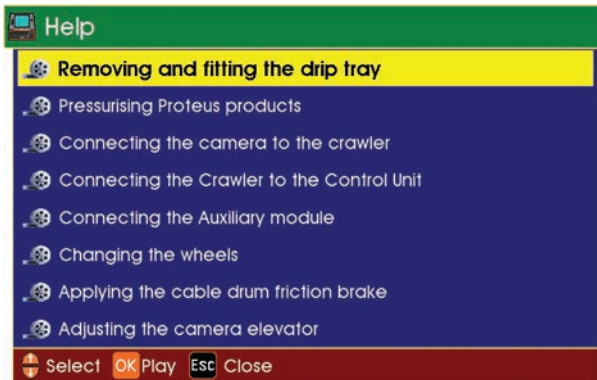 Help
Removing and fitting the drip tray
Pressurising Proteus products
Connecting the camera to the crawler
Connecting the Crawler to the Control Unit
Connecting the Auxiliary module
Changing the wheels
Applying the cable drum friction brake
Adjusting the camera elevator
Select OK Play Esc Close